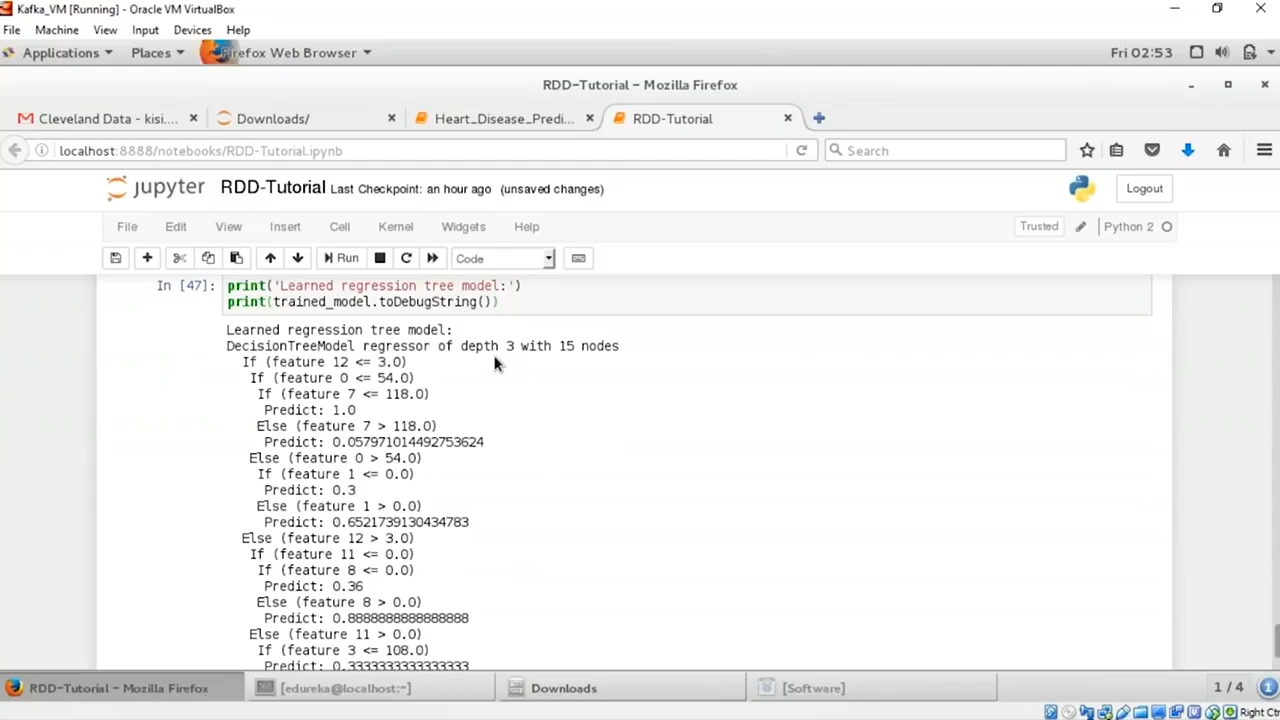 Kafka_VM [Running] - Oracle VM VirtualBox
File Machine View Input Devices Help
Applications Places Firefox Web Browser Fri 02:53
RDD-Tutorial - Mozilla Firefox
Cleveland Data - kisi.... Downloads/ Heart_Disease_Predi... RDD-Tutorial
localhost:8888/notebooks/RDD-Tutorial.ipynb Search
jupyter RDD-Tutorial Last Checkpoint: an hour ago (unsaved changes) Logout
File Edit View Insert Cell Kernel Widgets Help Trusted Python 2
Run Code
In [47]: print('Learned regression tree model:')
print(trained_model.toDebugString())
Learned regression tree model:
DecisionTreeModel regressor of depth 3 with 15 nodes
If (feature 12 <= 3.0)
If (feature 0 <= 54.0)
If (feature 7 <= 118.0)
Predict: 1.0
Else (feature 7 > 118.0)
Predict: 0.057971014492753624
Else (feature 0 > 54.0)
If (feature 1 <= 0.0)
Predict: 0.3
Else (feature 1 > 0.0)
Predict: 0.6521739130434783
Else (feature 12 > 3.0)
If (feature 11 <= 0.0)
If (feature 8 <= 0.0)
Predict: 0.36
Else (feature 8 > 0.0)
Predict: 0.8888888888888888
Else (feature 11 > 0.0)
If (feature 3 <= 108.0)
Predict: 0.3333333333333333
RDD-Tutorial - Mozilla Firefox [edureka@localhost:~] Downloads [Software] 1 / 4 1
Right Ctr